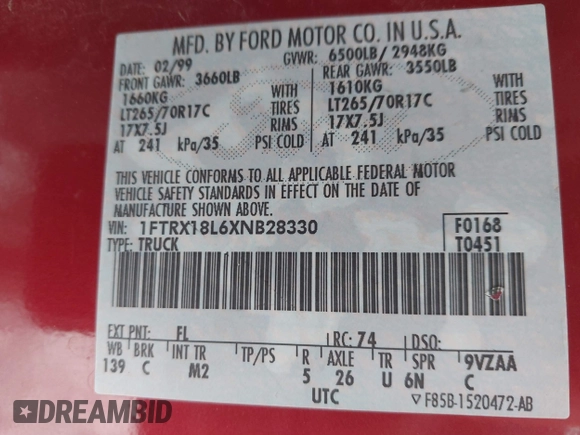 MFD. BY FORD MOTOR CO. IN U.S.A.
DATE: 02/99 GVWR: 6500LB/ 2948KG
FRONT GAWR: 3660LB REAR GAWR: 3550LB
1660KG WITH 1610KG WITH
LT265/70R17C TIRES LT265/70R17C TIRES
17X7.5J RIMS 17X7.5J RIMS
AT 241 kPa/35 PSI COLD AT 241 kPa/35 PSI COLD
THIS VEHICLE CONFORMS TO ALL APPLICABLE FEDERAL MOTOR
VEHICLE SAFETY STANDARDS IN EFFECT ON THE DATE OF
MANUFACTURE SHOWN ABOVE.
VIN: 1FTRX18L6XNB28330 F0168
TYPE: TRUCK T0451
EXT PNT: FL RC: 74 DSO:
WB BRK INT TR TP/PS R AXLE TR SPR 9VZAA
139 C M2 5 26 U 6N C
UTC ▽F85B-1520472-AB
DREAMBID